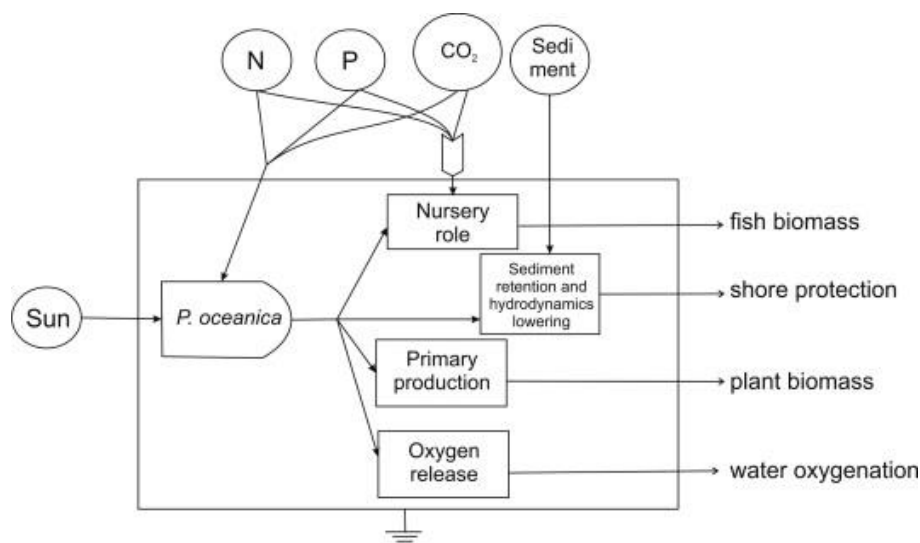 N
P
CO₂
Sedi
ment
Nursery
role
fish biomass
Sediment
retention and
hydrodynamics
lowering
shore protection
Sun
P. oceanica
Primary
production
plant biomass
Oxygen
release
water oxygenation